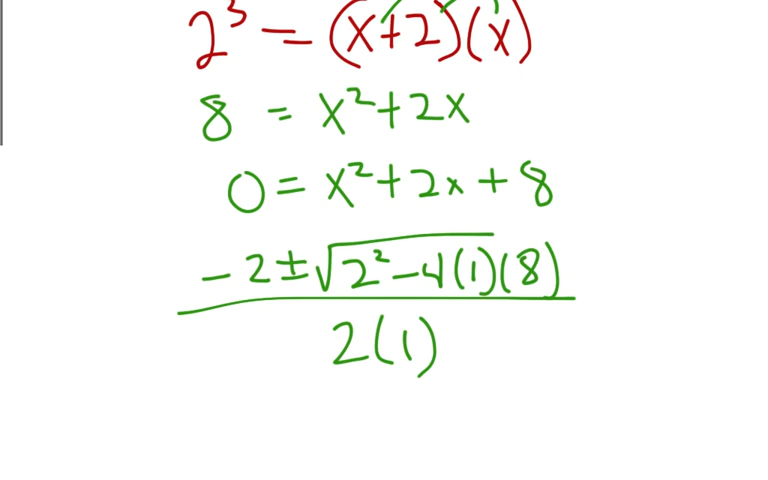 2³ = (x+2)(x)
8 = x²+2x
0 = x²+2x+8
-2±√2²-4(1)(8)
2(1)